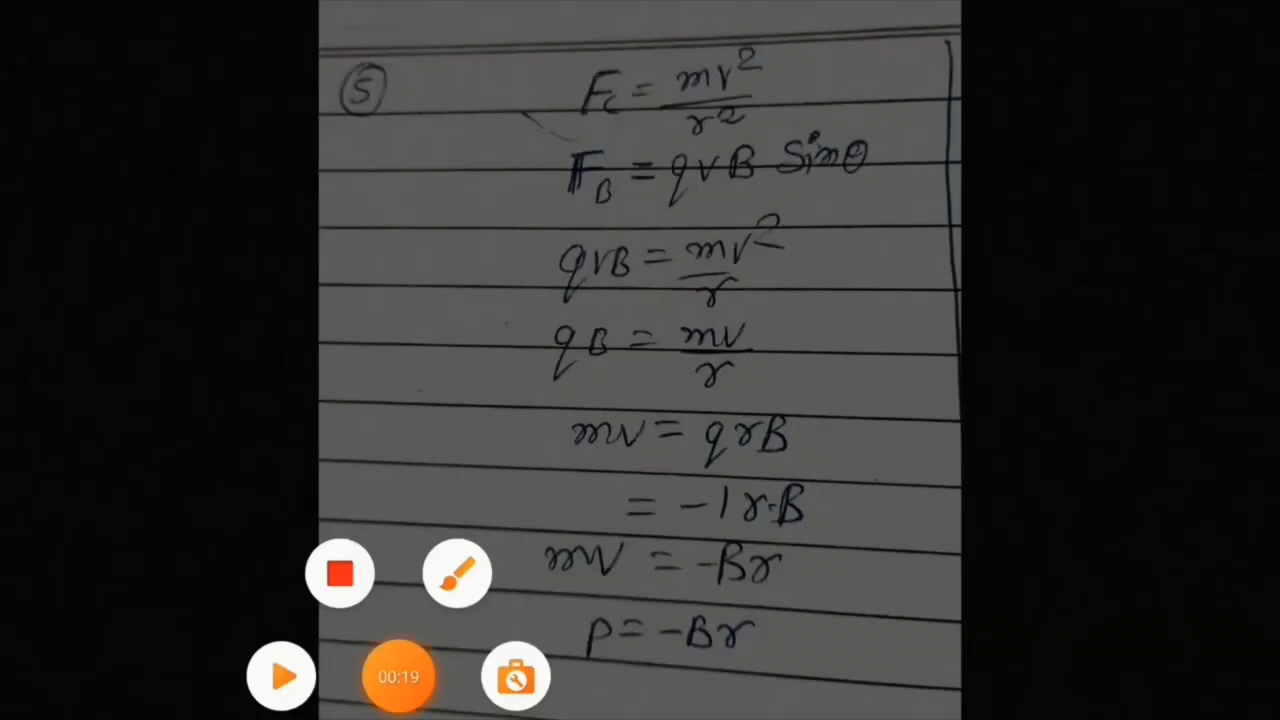 5
Fc = mv²/r²
FB = qvB Sinθ
qvB = mv²/r
qB = mv/r
mv = qrB
= -1 r·B
mv = -Br
P = -Br
00:19